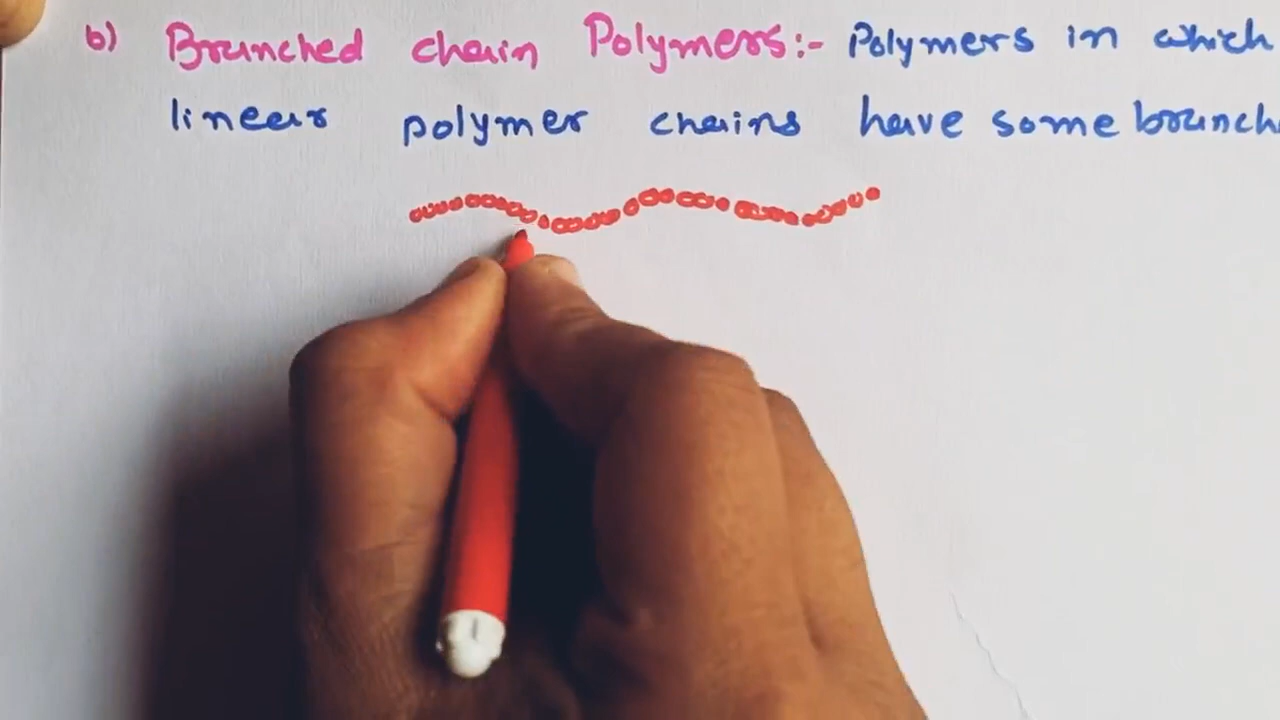 b) Branched chain Polymers:- Polymers in which
linear polymer chains have some branch